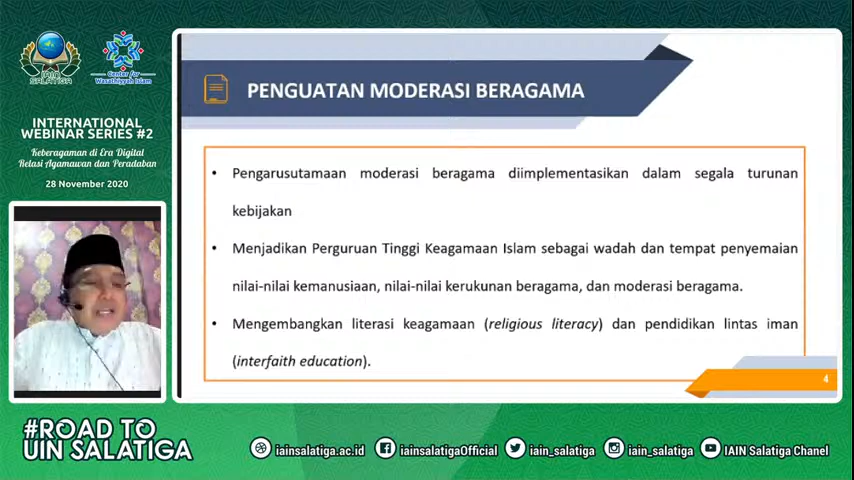 IAIN
SALATIGA
Center for
Wasathiyyah Islam
INTERNATIONAL
WEBINAR SERIES #2
Keberagaman di Era Digital
Relasi Agamawan dan Peradaban
28 November 2020
PENGUATAN MODERASI BERAGAMA
• Pengarusutamaan moderasi beragama diimplementasikan dalam segala turunan
kebijakan
• Menjadikan Perguruan Tinggi Keagamaan Islam sebagai wadah dan tempat penyemaian
nilai-nilai kemanusiaan, nilai-nilai kerukunan beragama, dan moderasi beragama.
• Mengembangkan literasi keagamaan (religious literacy) dan pendidikan lintas iman
(interfaith education).
4
#ROAD TO
UIN SALATIGA
iainsalatiga.ac.id
iainsalatigaOfficial
iain_salatiga
iain_salatiga
IAIN Salatiga Chanel